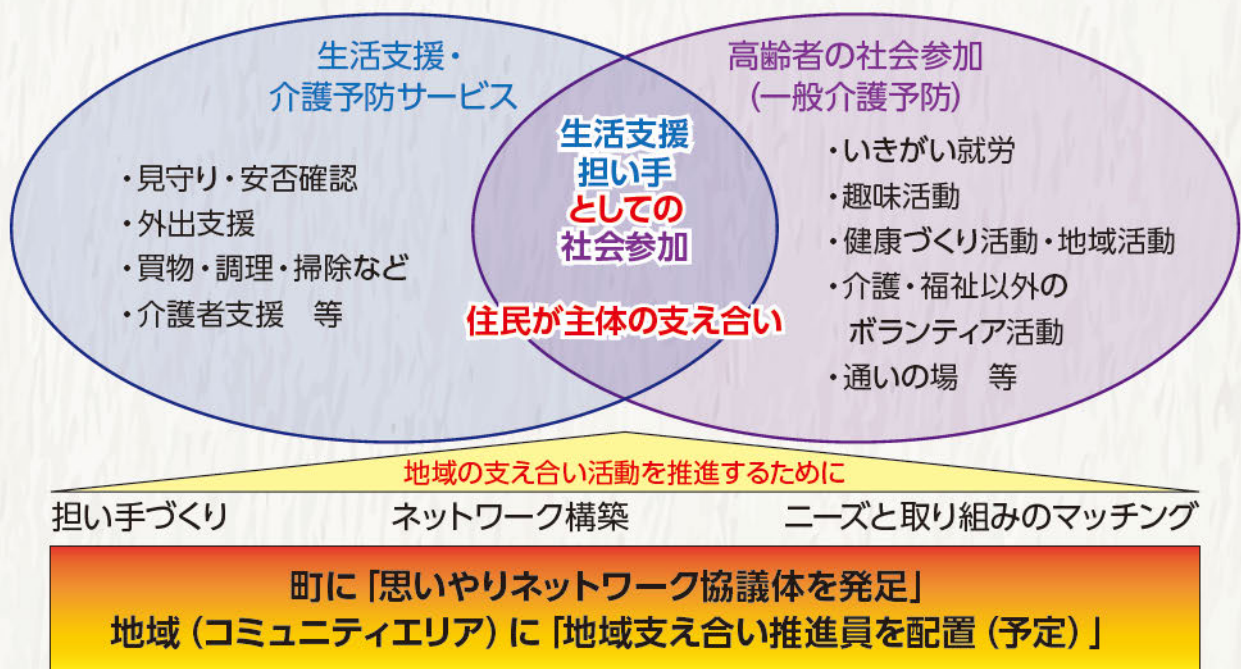 生活支援・
介護予防サービス
・見守り・安否確認
・外出支援
・買物・調理・掃除など
・介護者支援　等
生活支援
担い手
としての
社会参加
住民が主体の支え合い
高齢者の社会参加
(一般介護予防)
・いきがい就労
・趣味活動
・健康づくり活動・地域活動
・介護・福祉以外の
ボランティア活動
・通いの場　等
地域の支え合い活動を推進するために
担い手づくり　ネットワーク構築　ニーズと取り組みのマッチング
町に「思いやりネットワーク協議体を発足」
地域(コミュニティエリア)に「地域支え合い推進員を配置(予定)」